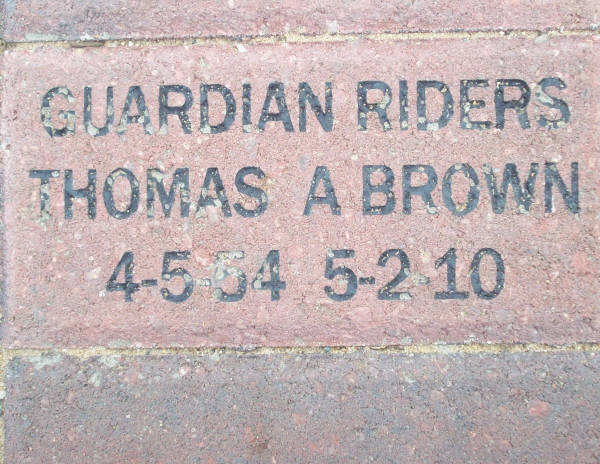 GUARDIAN RIDERS
THOMAS A BROWN
4-5-54 5-2-10